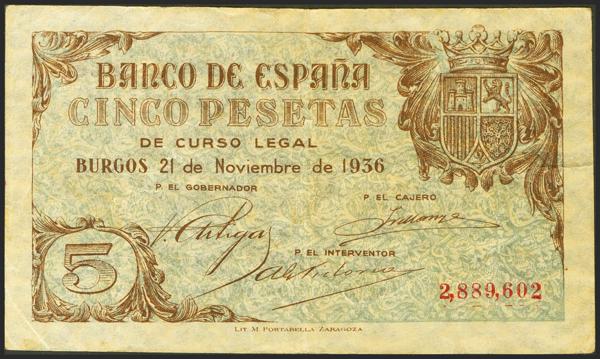 BANCO DE ESPAÑA
CINCO PESETAS
DE CURSO LEGAL
BURGOS 21 de Noviembre de 1936
P. EL GOBERNADOR
P. EL CAJERO
P. EL INTERVENTOR
5
2,889,602
LIT. M. PORTABELLA ZARAGOZA